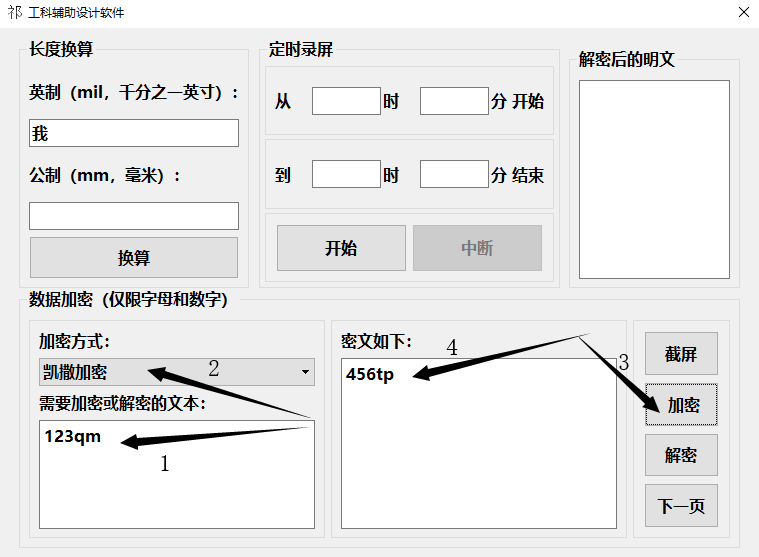 祁 工科辅助设计软件
长度换算
英制（mil，千分之一英寸）：
我
公制（mm，毫米）：
换算
定时录屏
从 时 分 开始
到 时 分 结束
开始 中断
解密后的明文
数据加密（仅限字母和数字）
加密方式：
凯撒加密
2
需要加密或解密的文本：
123qm
1
密文如下：
4
456tp
截屏
3
加密
解密
下一页